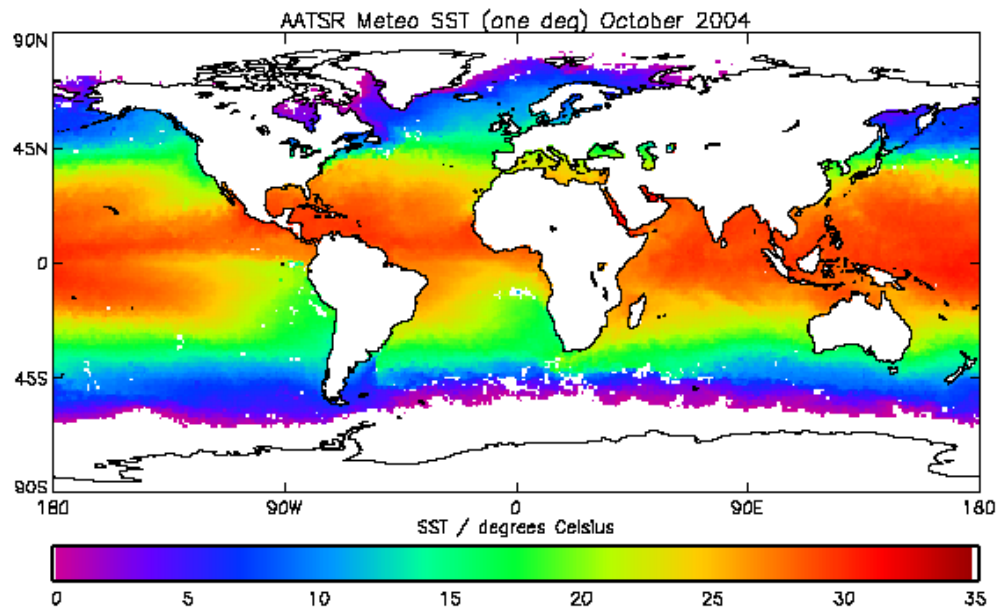 AATSR Meteo SST (one deg) October 2004
90N
45N
0
45S
90S
180 90W 0 90E 180
SST / degrees Celsius
0 5 10 15 20 25 30 35